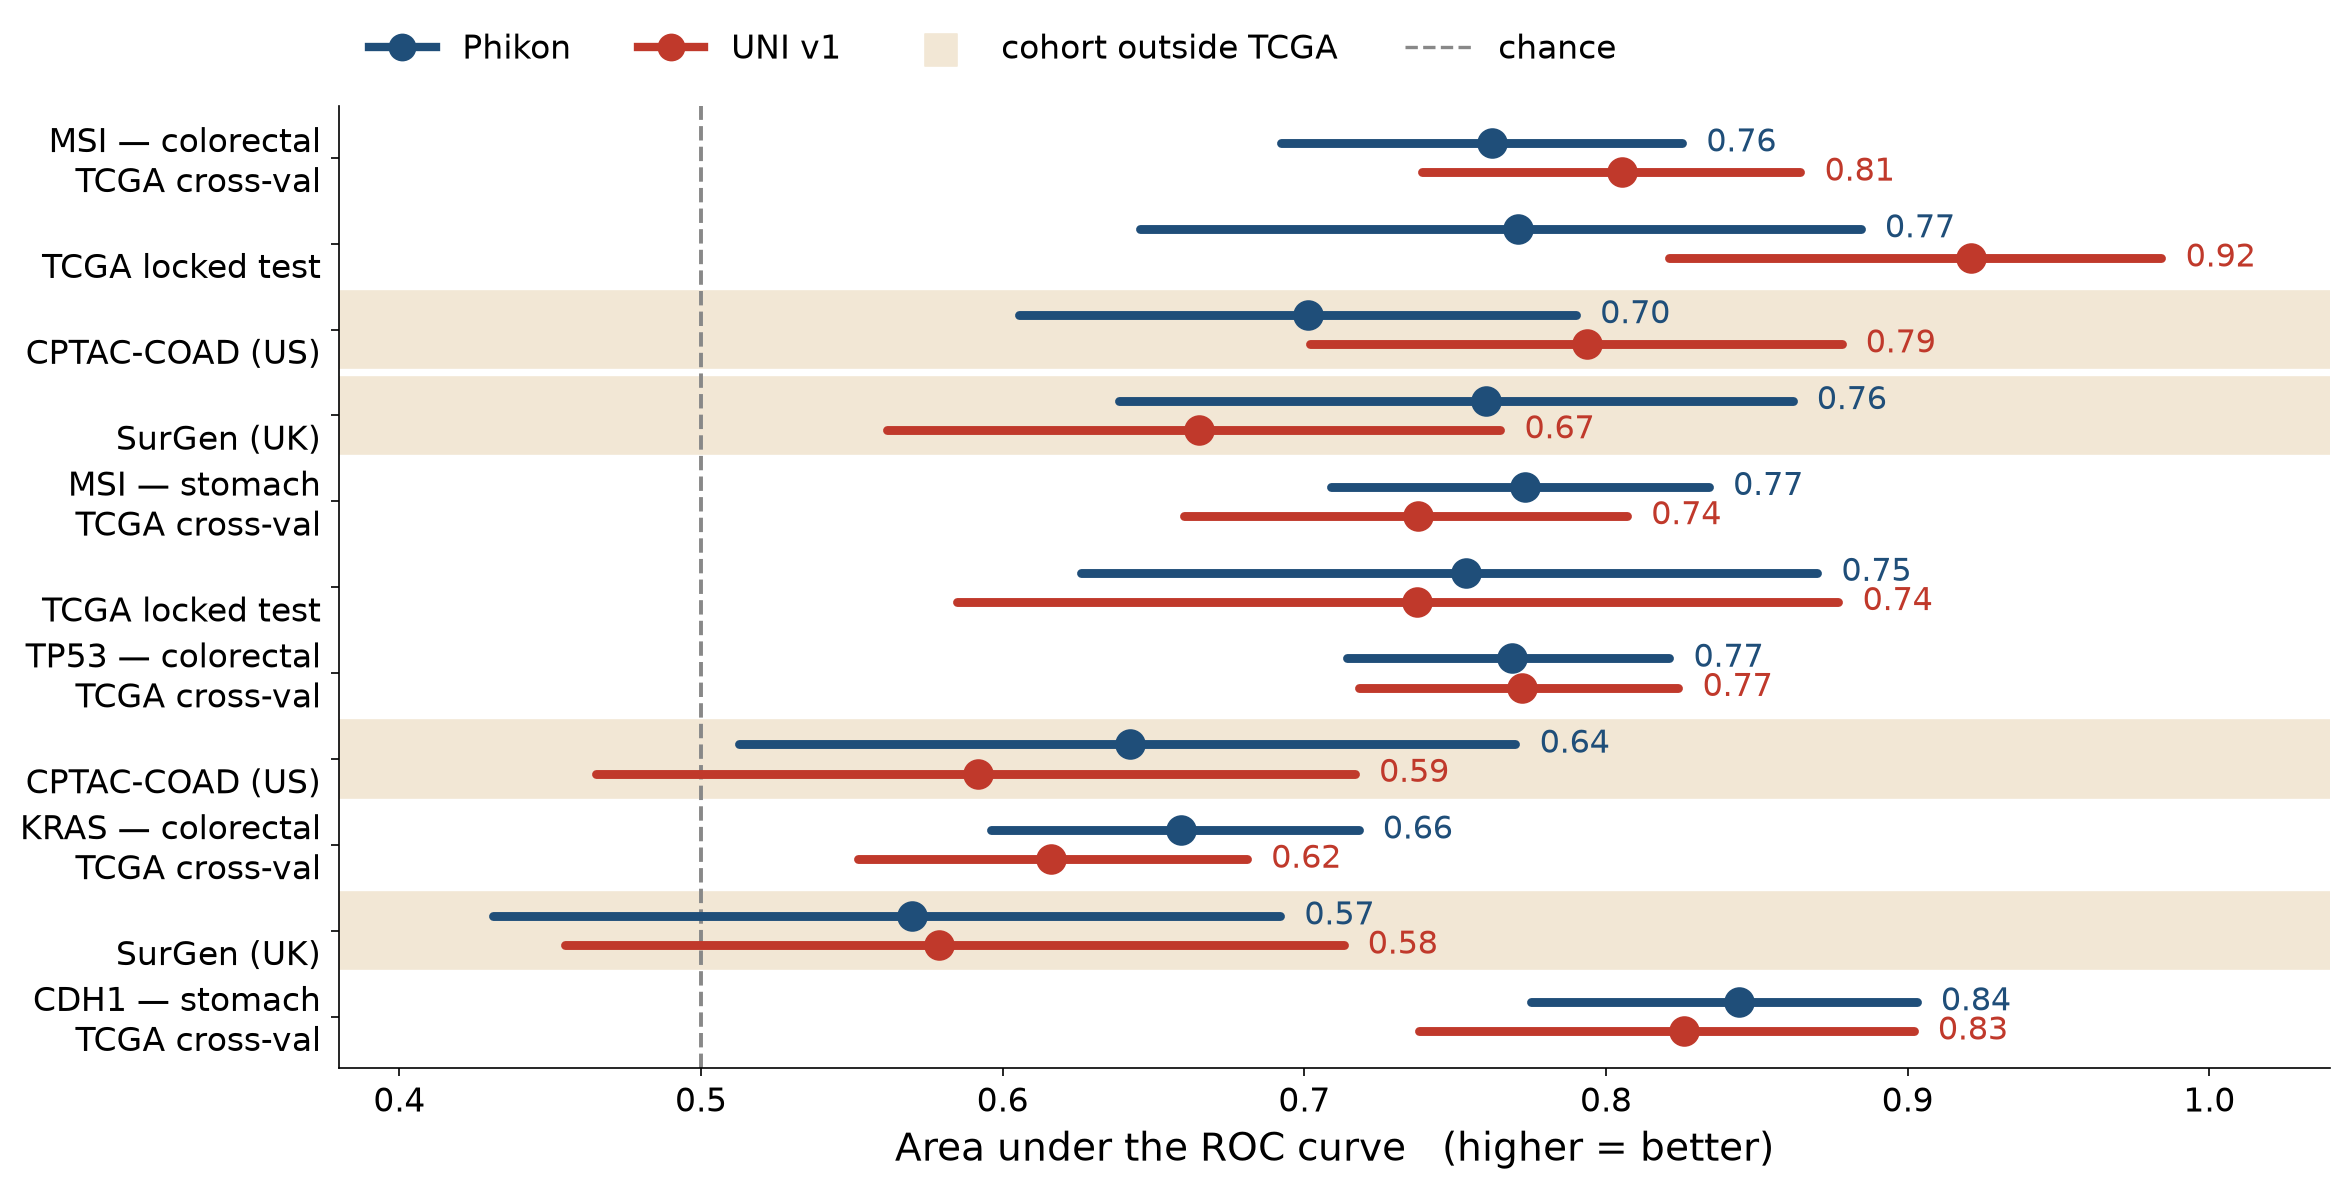 Phikon
UNI v1
cohort outside TCGA
chance
MSI — colorectal
TCGA cross-val
0.76
0.81
TCGA locked test
0.77
0.92
CPTAC-COAD (US)
0.70
0.79
SurGen (UK)
0.76
0.67
MSI — stomach
TCGA cross-val
0.77
0.74
TCGA locked test
0.75
0.74
TP53 — colorectal
TCGA cross-val
0.77
0.77
CPTAC-COAD (US)
0.64
0.59
KRAS — colorectal
TCGA cross-val
0.66
0.62
SurGen (UK)
0.57
0.58
CDH1 — stomach
TCGA cross-val
0.84
0.83
0.4
0.5
0.6
0.7
0.8
0.9
1.0
Area under the ROC curve (higher = better)